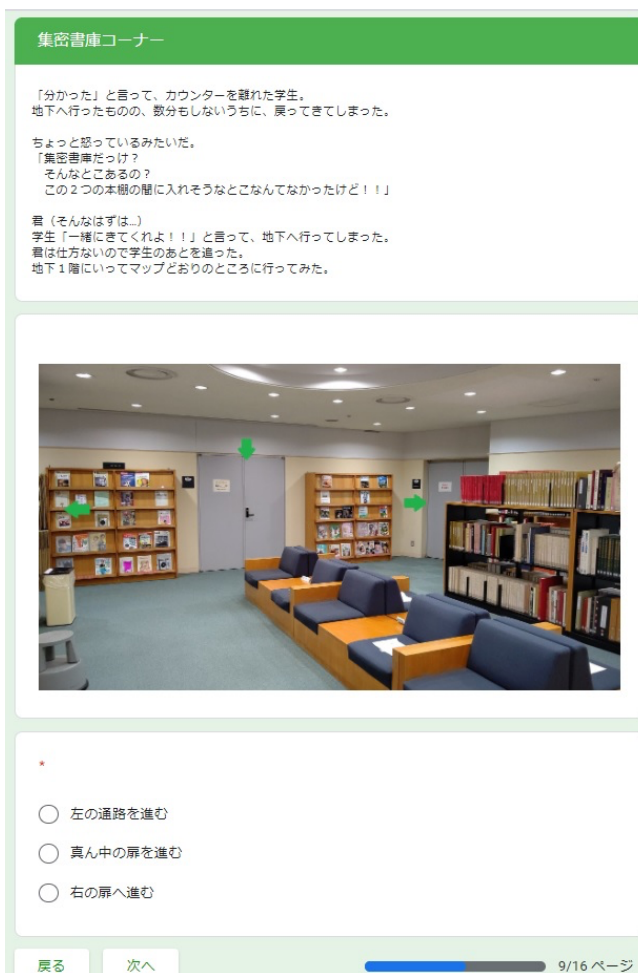 集密書庫コーナー
「分かった」と言って、カウンターを離れた学生。
地下へ行ったものの、数分もしないうちに、戻ってきてしまった。
ちょっと怒っているみたいだ。
「集密書庫だっけ？
そんなとこあるの？
この２つの本棚の間に入れそうなとこなんてなかったけど！！」
君（そんなはずは…）
学生「一緒にきてくれよ！！」と言って、地下へ行ってしまった。
君は仕方ないので学生のあとを追った。
地下１階にいってマップどおりのところに行ってみた。
*
左の通路を進む
真ん中の扉を進む
右の扉へ進む
戻る
次へ
9/16 ページ